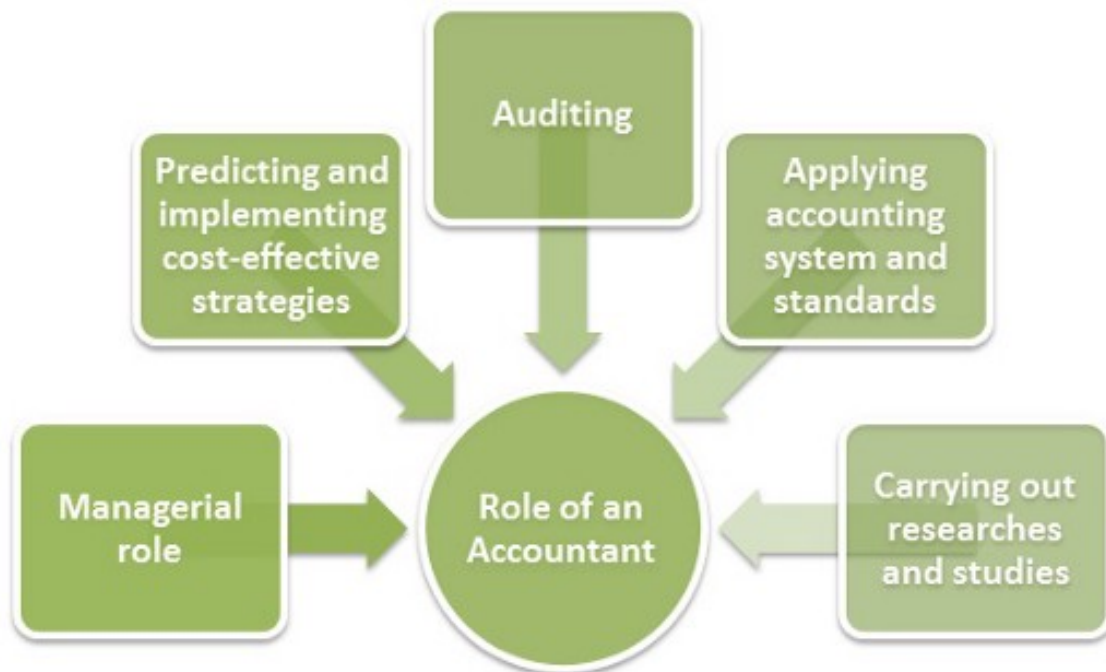 Auditing
Predicting and
implementing
cost-effective
strategies
Applying
accounting
system and
standards
Managerial
role
Role of an
Accountant
Carrying out
researches
and studies